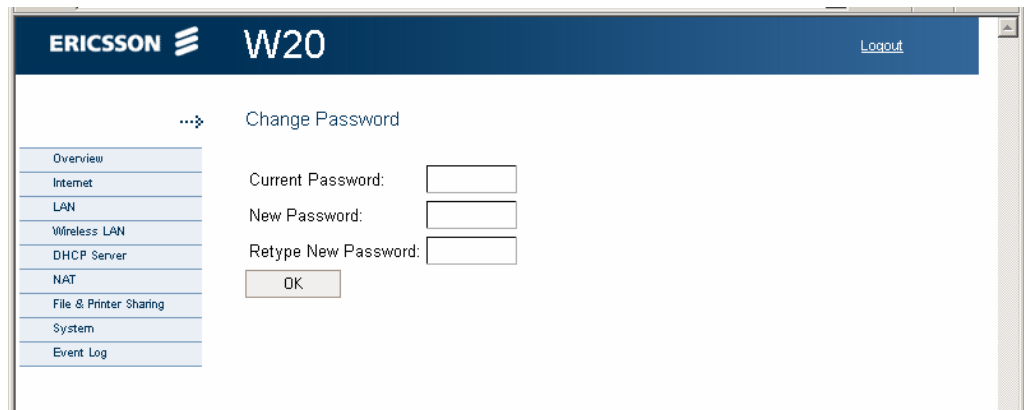 ERICSSON W20 Logout
Change Password
Overview
Internet
LAN
Wireless LAN
DHCP Server
NAT
File & Printer Sharing
System
Event Log
Current Password:
New Password:
Retype New Password:
OK